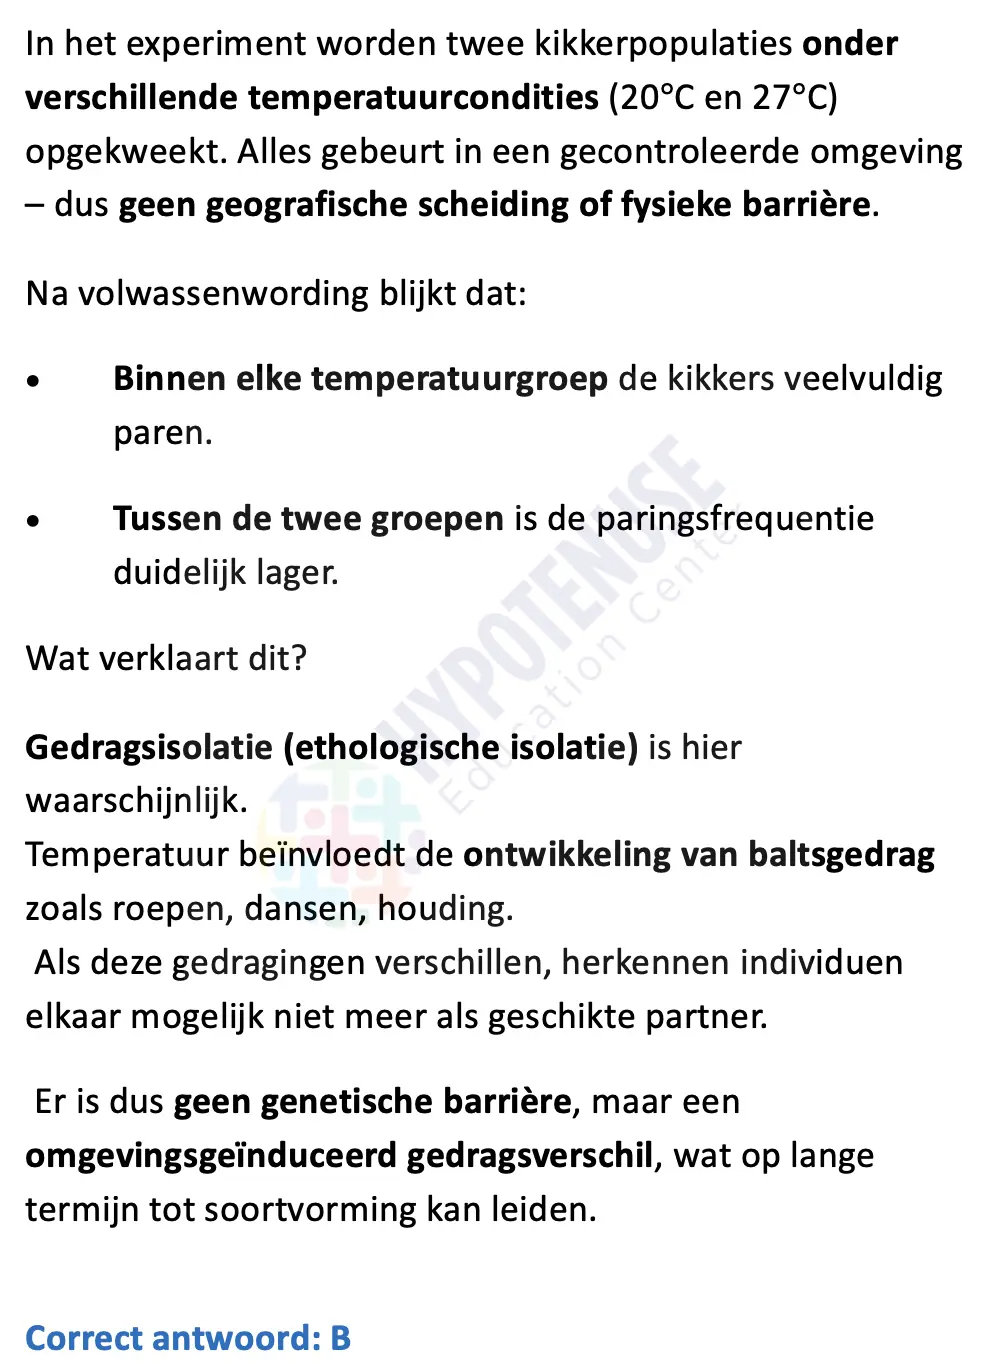 In het experiment worden twee kikkerpopulaties onder
verschillende temperatuurcondities (20°C en 27°C)
opgekweekt. Alles gebeurt in een gecontroleerde omgeving
– dus geen geografische scheiding of fysieke barrière.
Na volwassenwording blijkt dat:
• Binnen elke temperatuurgroep de kikkers veelvuldig
paren.
• Tussen de twee groepen is de paringsfrequentie
duidelijk lager.
Wat verklaart dit?
Gedragsisolatie (ethologische isolatie) is hier
waarschijnlijk.
Temperatuur beïnvloedt de ontwikkeling van baltsgedrag
zoals roepen, dansen, houding.
Als deze gedragingen verschillen, herkennen individuen
elkaar mogelijk niet meer als geschikte partner.
Er is dus geen genetische barrière, maar een
omgevingsgeïnduceerd gedragsverschil, wat op lange
termijn tot soortvorming kan leiden.
Correct antwoord: B
HYPOTENUSE
Education Center